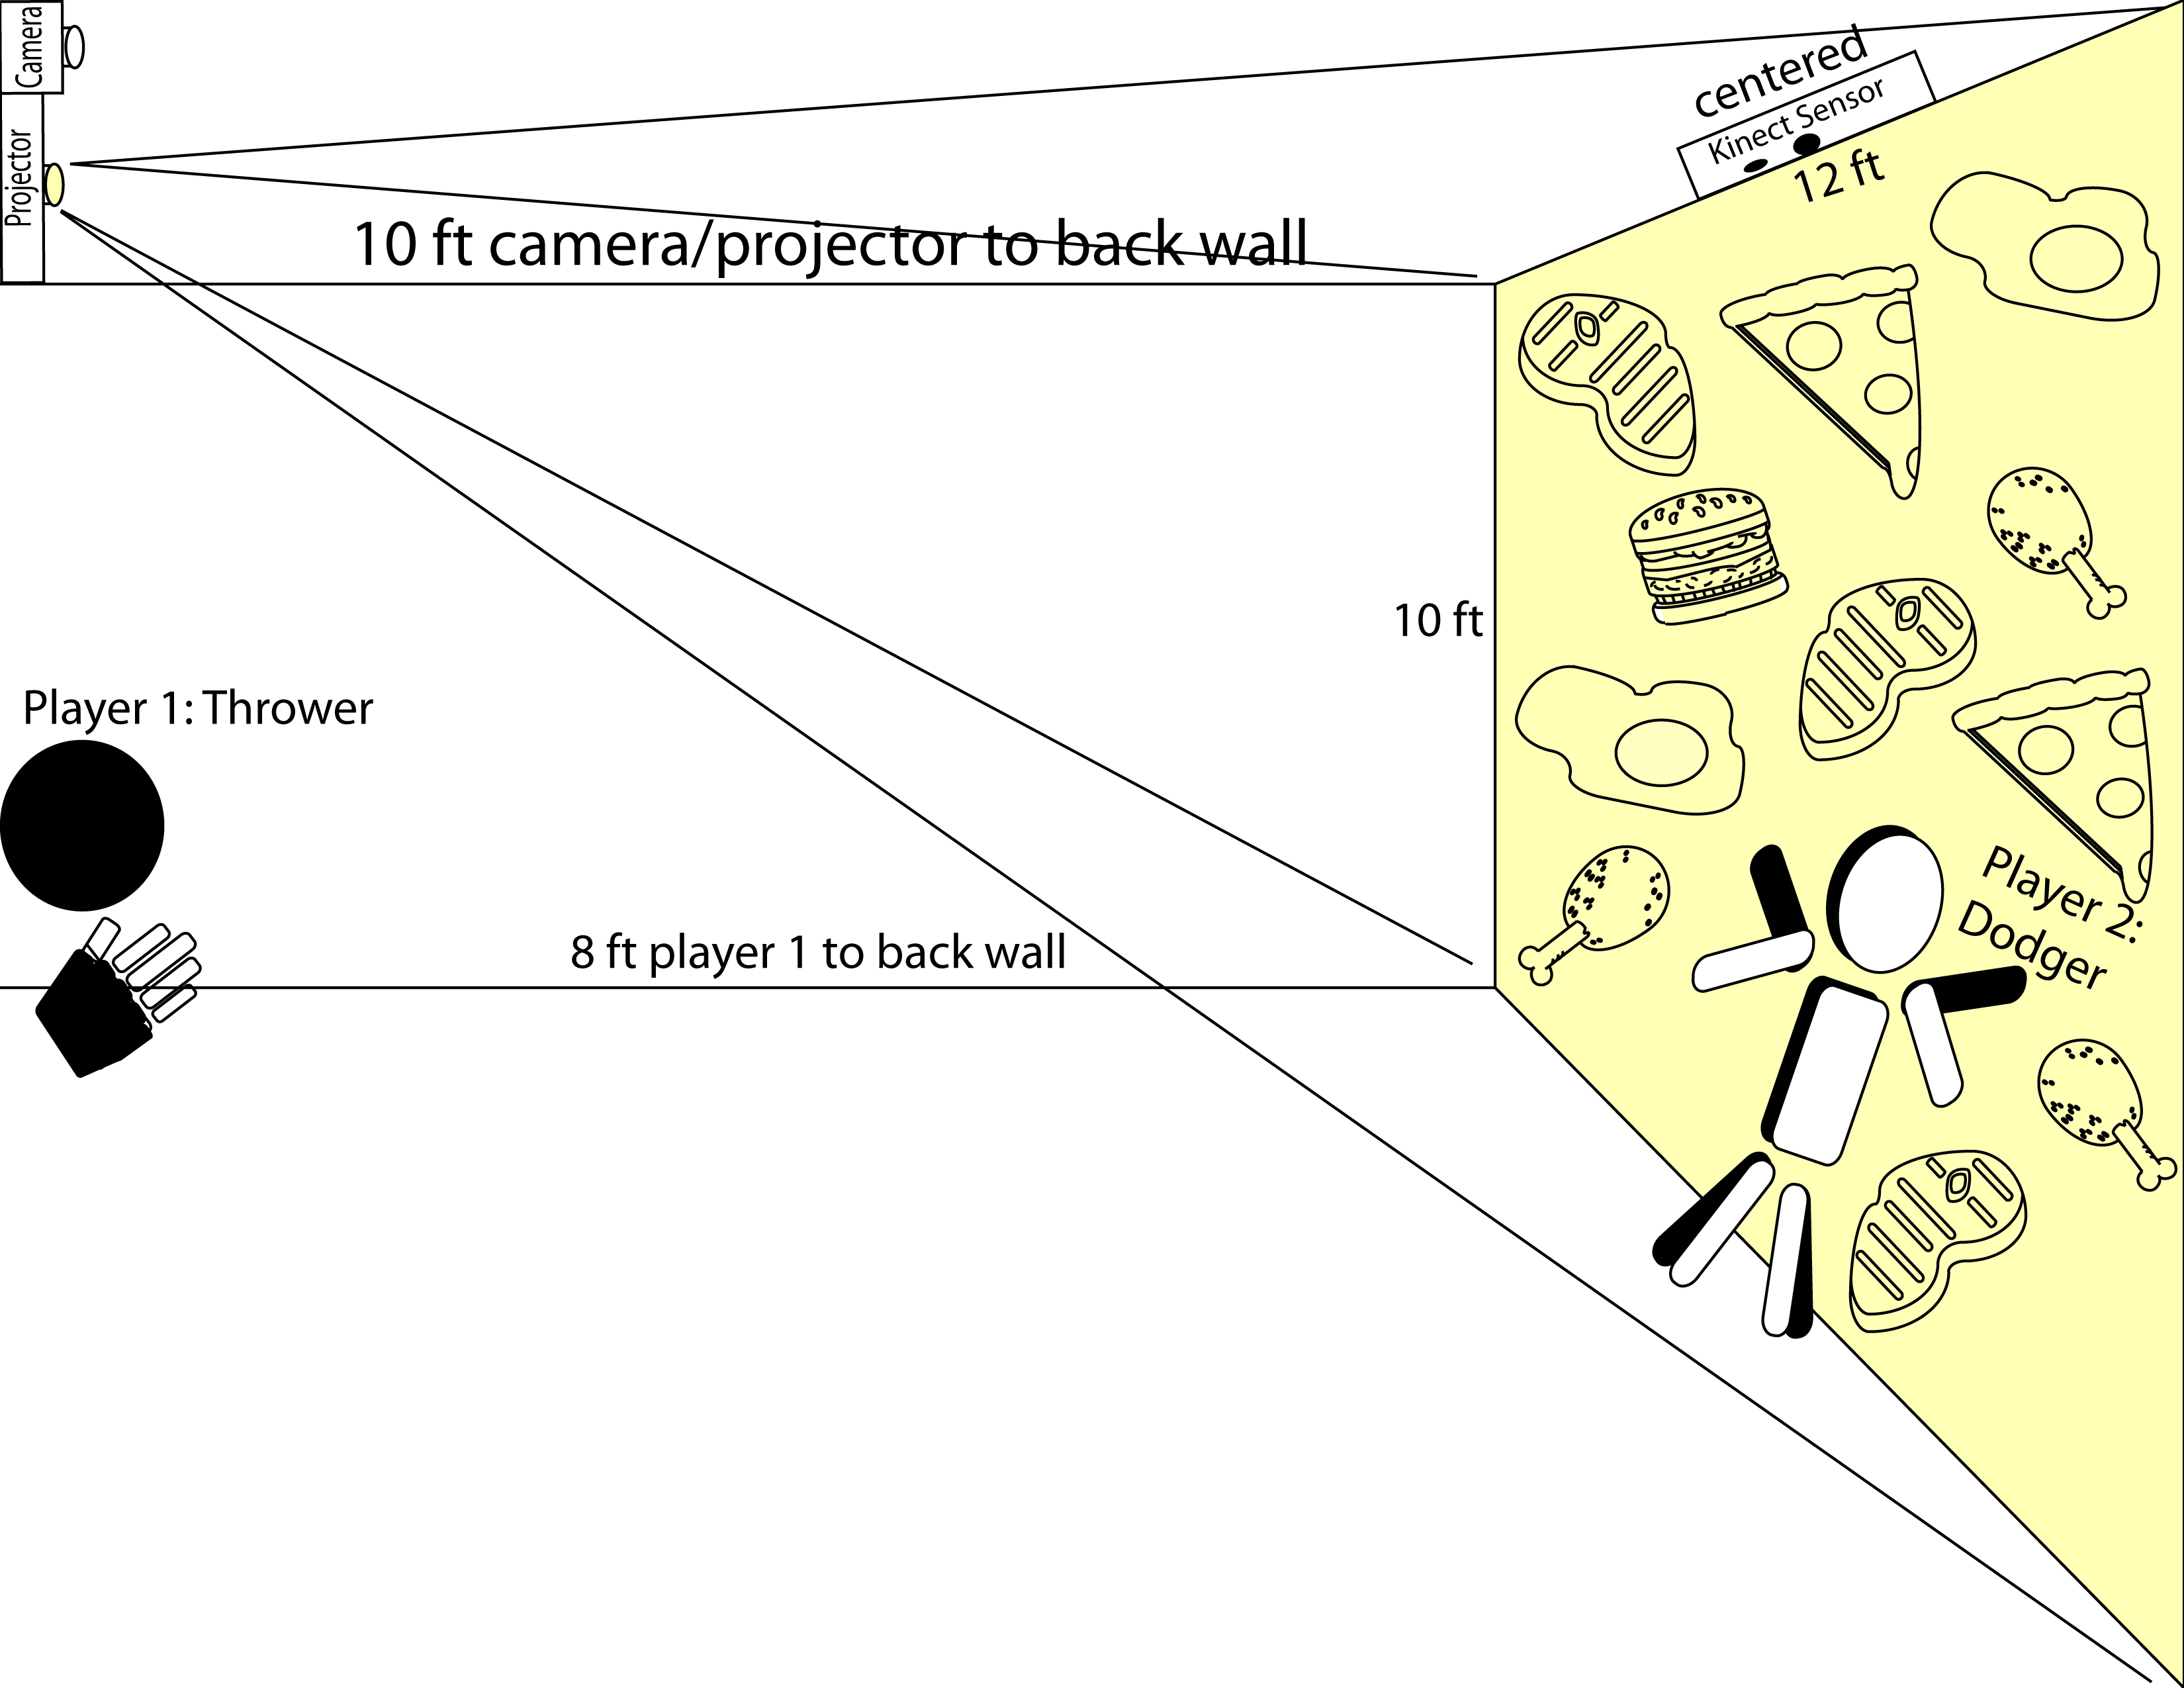 Camera
Projector
centered
Kinect Sensor
12 ft
10 ft camera/projector to back wall
10 ft
Player 1: Thrower
8 ft player 1 to back wall
Player 2:
Dodger